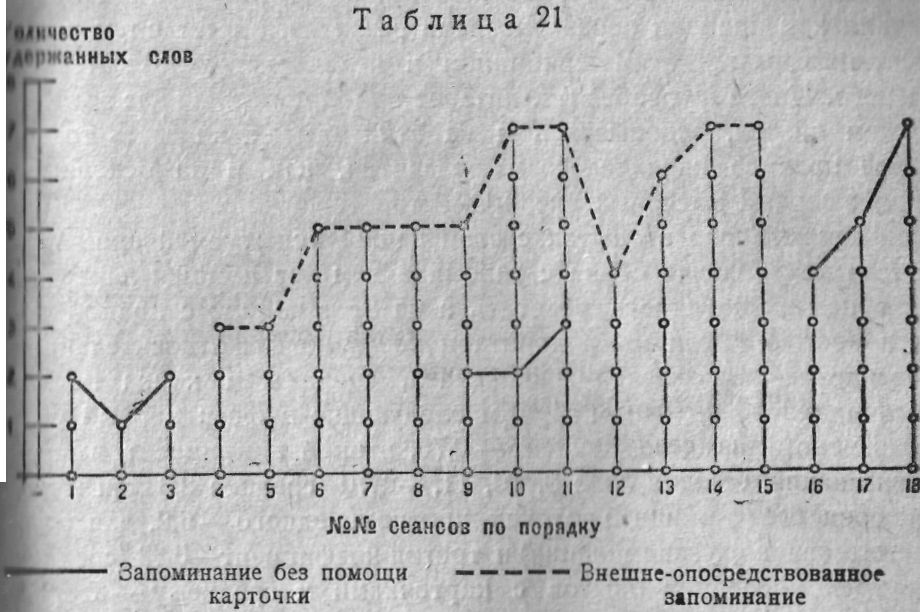 Таблица 21
личество
держанных слов
7
1 2 3 4 5 6 7 8 9 10 11 12 13 14 15 16 17 18
№№ сеансов по порядку
Запоминание без помощи
карточки
Внешне-опосредствованное
запоминание